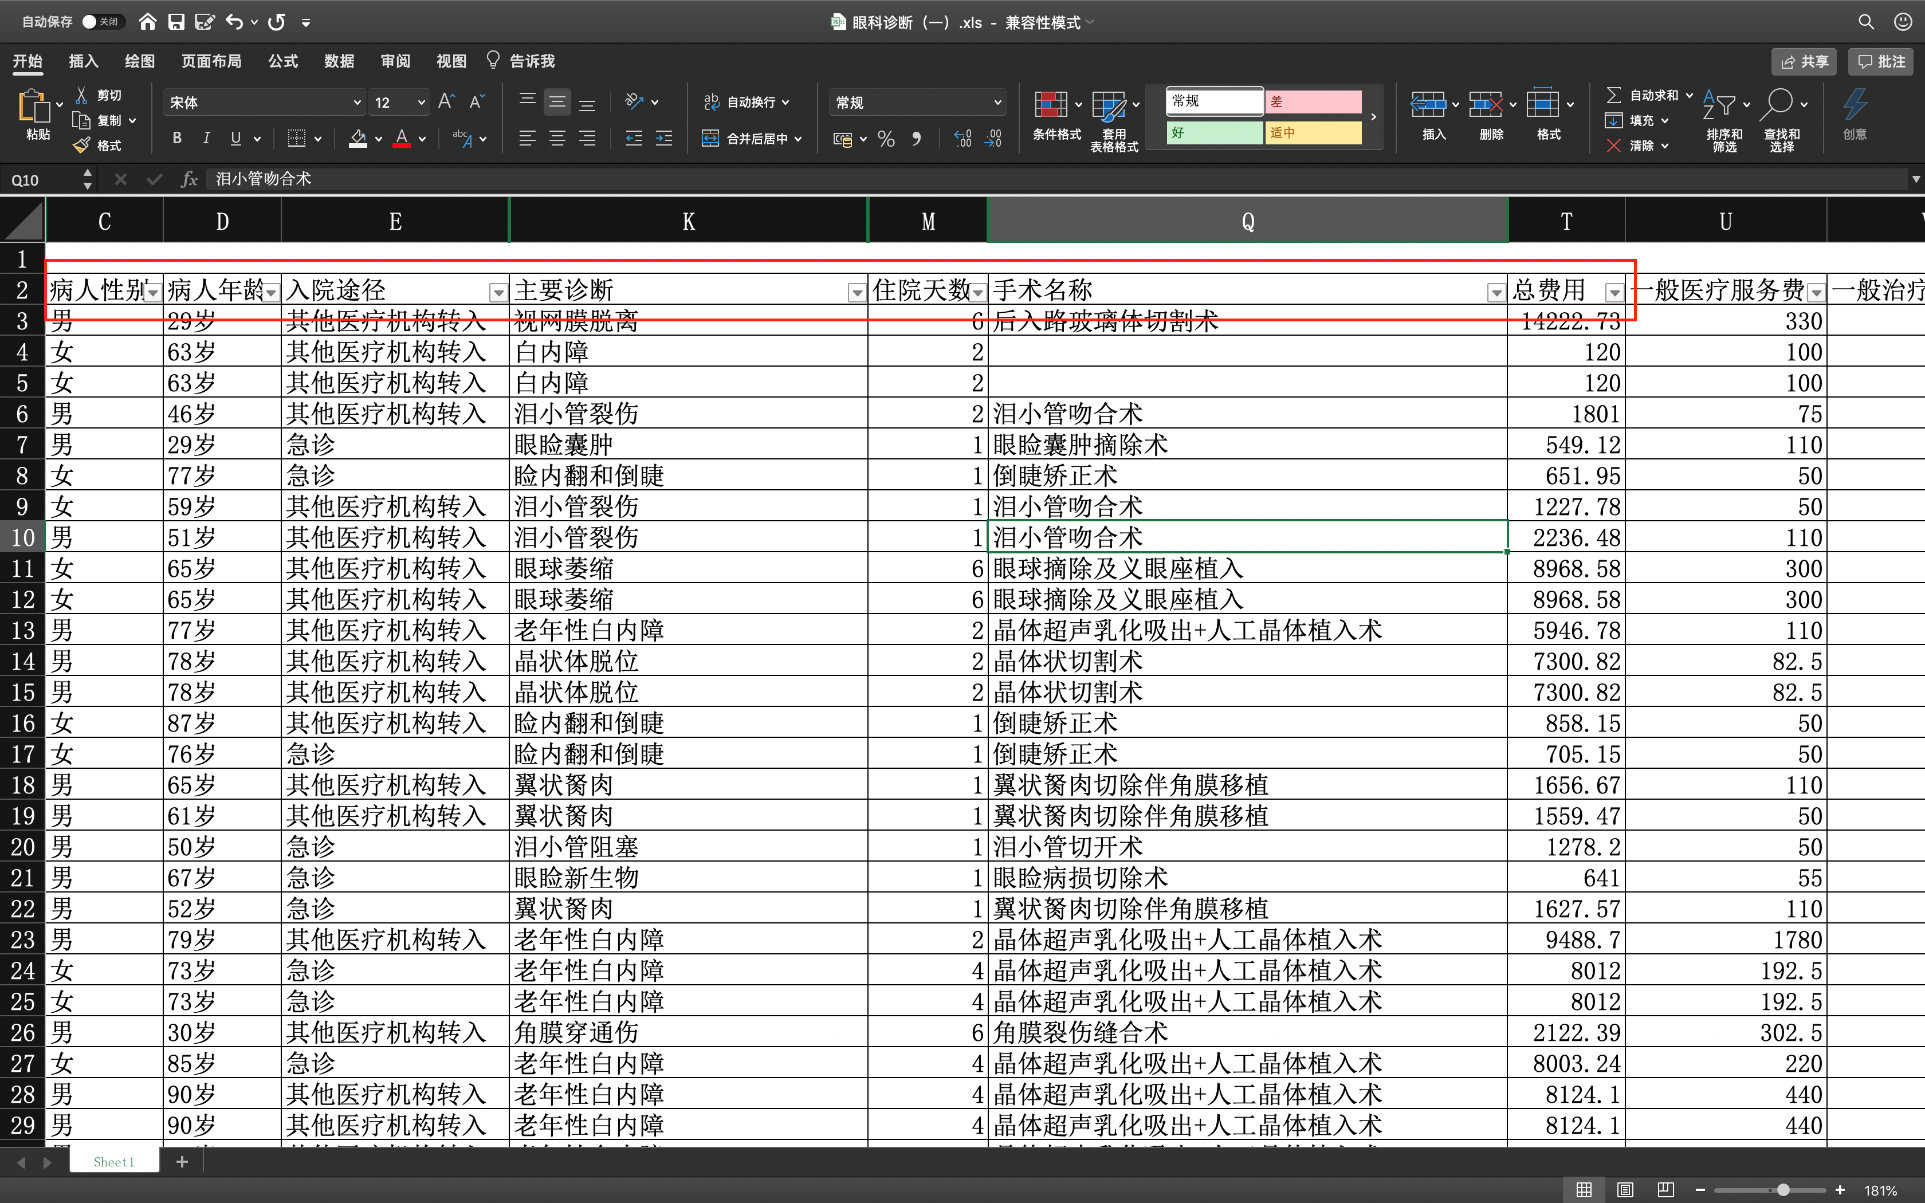 自动保存 关闭 眼科诊断（一）.xls - 兼容性模式
开始 插入 绘图 页面布局 公式 数据 审阅 视图 告诉我 共享 批注
粘贴 剪切 复制 格式 宋体 12 B I U A A 自动换行 合并后居中 常规 % 条件格式 套用表格格式 常规 差 好 适中 插入 删除 格式 自动求和 填充 清除 排序和筛选 查找和选择 创意
Q10 fx 泪小管吻合术
C D E K M Q T U
1
2 病人性别 病人年龄 入院途径 主要诊断 住院天数 手术名称 总费用 一般医疗服务费 一般治疗
3 男 29岁 其他医疗机构转入 视网膜脱离 6 后入路玻璃体切割术 14222.73 330
4 女 63岁 其他医疗机构转入 白内障 2 120 100
5 女 63岁 其他医疗机构转入 白内障 2 120 100
6 男 46岁 其他医疗机构转入 泪小管裂伤 2 泪小管吻合术 1801 75
7 男 29岁 急诊 眼睑囊肿 1 眼睑囊肿摘除术 549.12 110
8 女 77岁 急诊 睑内翻和倒睫 1 倒睫矫正术 651.95 50
9 女 59岁 其他医疗机构转入 泪小管裂伤 1 泪小管吻合术 1227.78 50
10 男 51岁 其他医疗机构转入 泪小管裂伤 1 泪小管吻合术 2236.48 110
11 女 65岁 其他医疗机构转入 眼球萎缩 6 眼球摘除及义眼座植入 8968.58 300
12 女 65岁 其他医疗机构转入 眼球萎缩 6 眼球摘除及义眼座植入 8968.58 300
13 男 77岁 其他医疗机构转入 老年性白内障 2 晶体超声乳化吸出+人工晶体植入术 5946.78 110
14 男 78岁 其他医疗机构转入 晶状体脱位 2 晶体状切割术 7300.82 82.5
15 男 78岁 其他医疗机构转入 晶状体脱位 2 晶体状切割术 7300.82 82.5
16 女 87岁 其他医疗机构转入 睑内翻和倒睫 1 倒睫矫正术 858.15 50
17 女 76岁 急诊 睑内翻和倒睫 1 倒睫矫正术 705.15 50
18 男 65岁 其他医疗机构转入 翼状胬肉 1 翼状胬肉切除伴角膜移植 1656.67 110
19 男 61岁 其他医疗机构转入 翼状胬肉 1 翼状胬肉切除伴角膜移植 1559.47 50
20 男 50岁 急诊 泪小管阻塞 1 泪小管切开术 1278.2 50
21 男 67岁 急诊 眼睑新生物 1 眼睑病损切除术 641 55
22 男 52岁 急诊 翼状胬肉 1 翼状胬肉切除伴角膜移植 1627.57 110
23 男 79岁 其他医疗机构转入 老年性白内障 2 晶体超声乳化吸出+人工晶体植入术 9488.7 1780
24 女 73岁 急诊 老年性白内障 4 晶体超声乳化吸出+人工晶体植入术 8012 192.5
25 女 73岁 急诊 老年性白内障 4 晶体超声乳化吸出+人工晶体植入术 8012 192.5
26 男 30岁 其他医疗机构转入 角膜穿通伤 6 角膜裂伤缝合术 2122.39 302.5
27 女 85岁 急诊 老年性白内障 4 晶体超声乳化吸出+人工晶体植入术 8003.24 220
28 男 90岁 其他医疗机构转入 老年性白内障 4 晶体超声乳化吸出+人工晶体植入术 8124.1 440
29 男 90岁 其他医疗机构转入 老年性白内障 4 晶体超声乳化吸出+人工晶体植入术 8124.1 440
Sheet1 +
181%